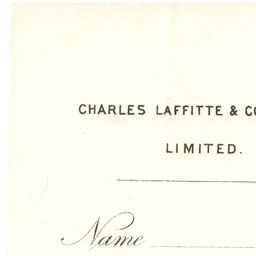 CHARLES LAFFITTE & CO
LIMITED.
Name